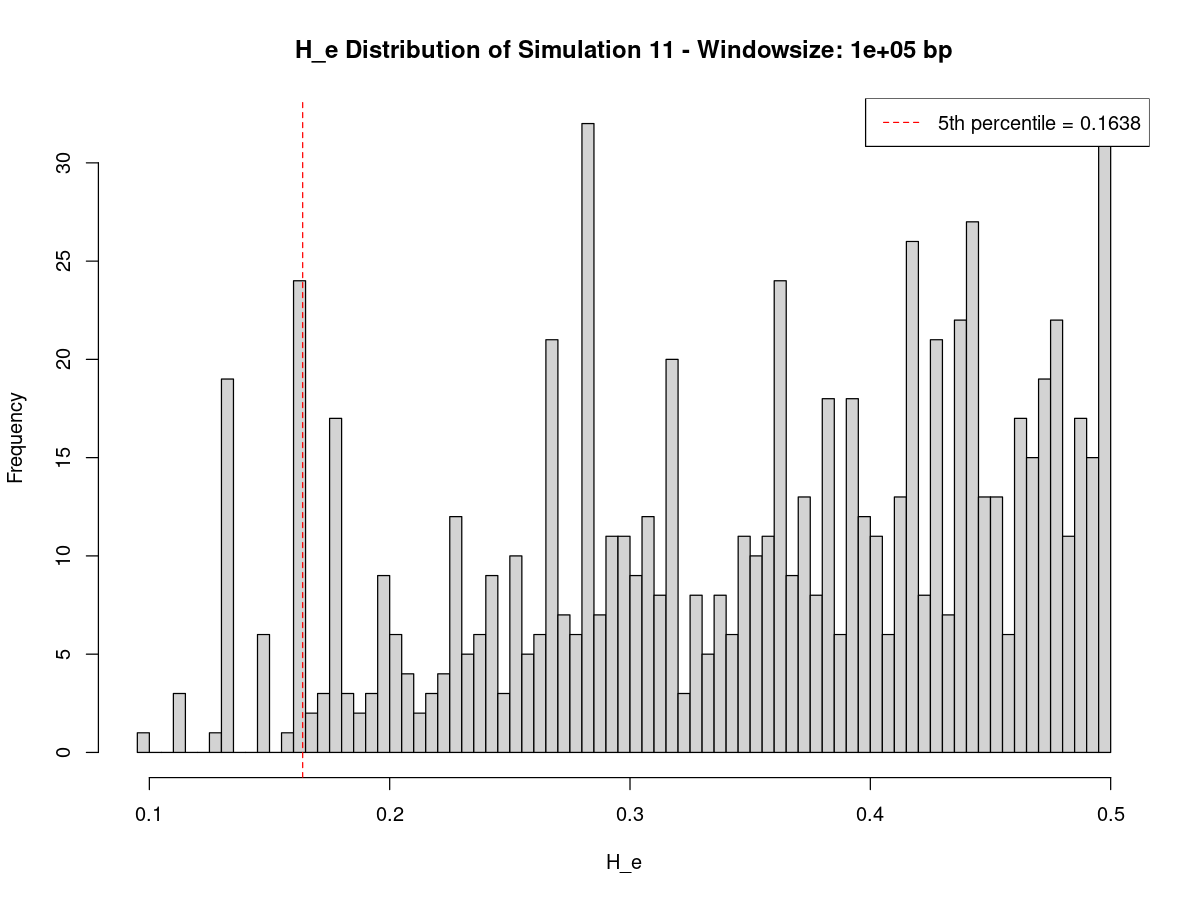 H_e Distribution of Simulation 11 - Windowsize: 1e+05 bp
5th percentile = 0.1638
Frequency
30
25
20
15
10
5
0
0.1 0.2 0.3 0.4 0.5
H_e